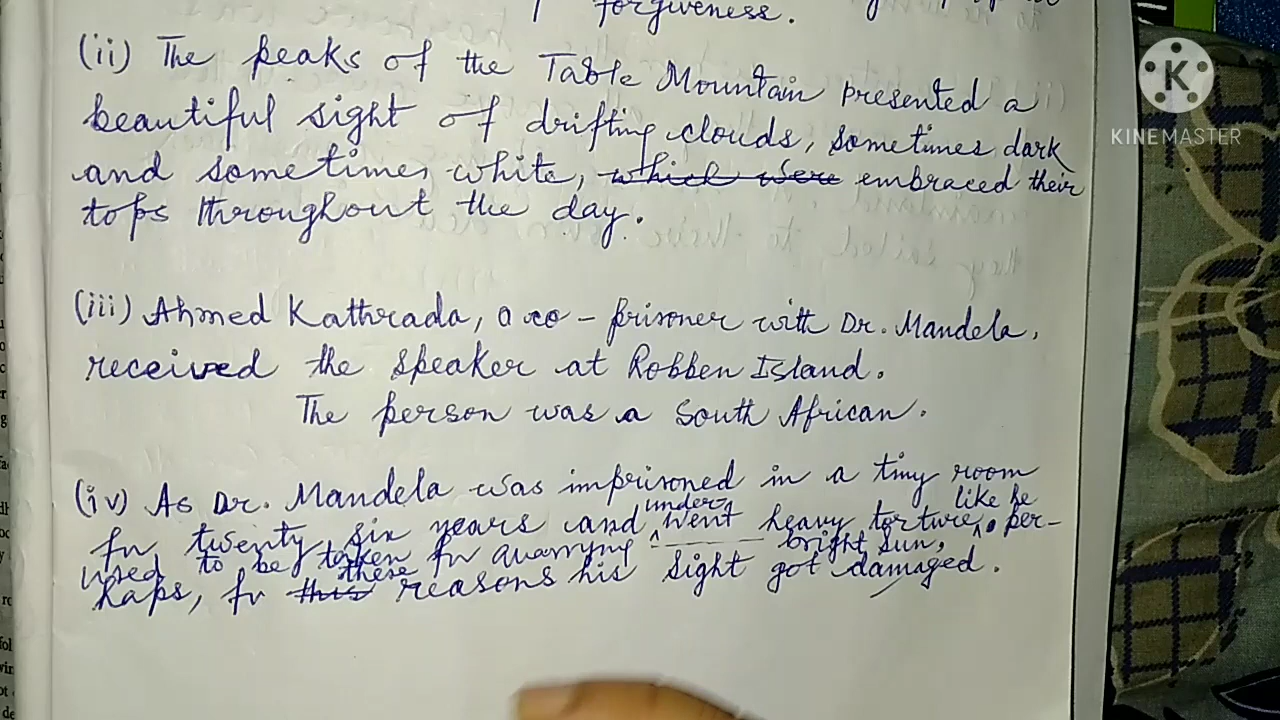 forgiveness.
(ii) The peaks of the Table Mountain presented a
beautiful sight of drifting clouds, sometimes dark
and sometimes white, which were embraced their
tops throughout the day.
(iii) Ahmed Kathrada, a co-prisoner with Dr. Mandela,
received the speaker at Robben Island.
The person was a South African.
(iv) As Dr. Mandela was imprisoned in a tiny room
for twenty six years and underwent heavy torture, like he
used to be taken for quarrying bright sun, per-
haps, for this these reasons his sight got damaged.
KINEMASTER